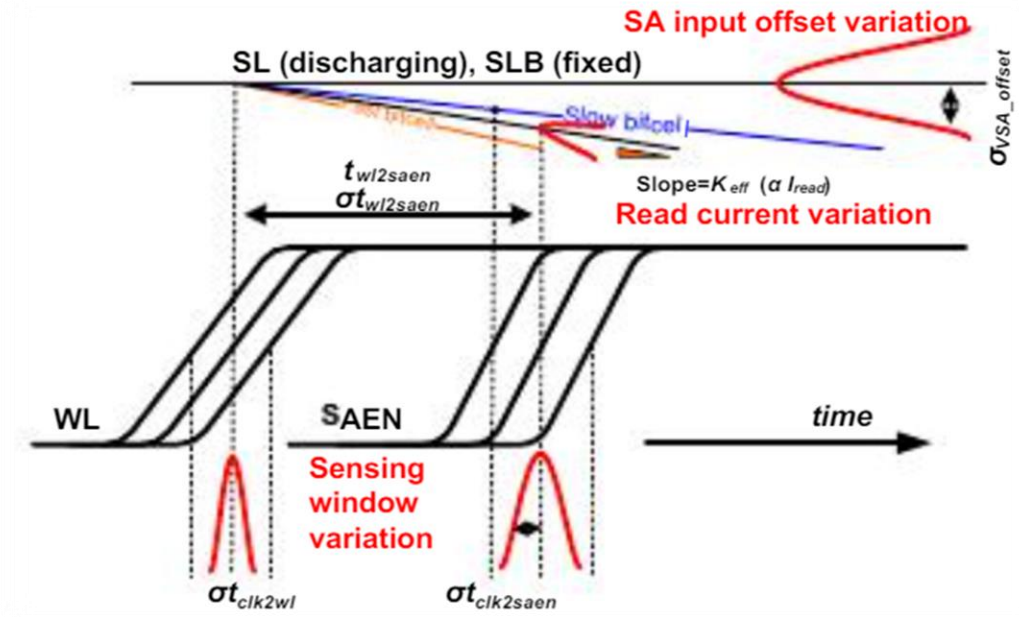 SA input offset variation
SL (discharging), SLB (fixed)
Slow bitcell
bitcell
σVSA_offset
twl2saen
σtwl2saen
Slope=Keff (α Iread)
Read current variation
WL
SAEN
time
Sensing
window
variation
σtclk2wl
σtclk2saen